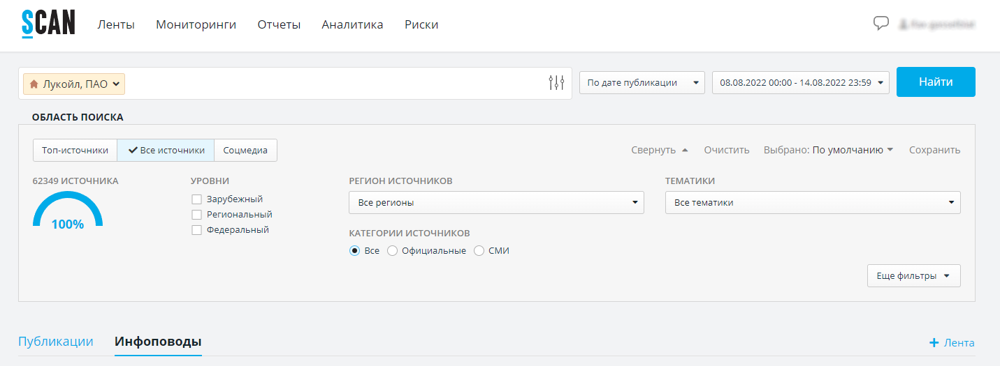 SCAN Ленты Мониторинги Отчеты Аналитика Риски
Лукойл, ПАО По дате публикации 08.08.2022 00:00 - 14.08.2022 23:59 Найти
ОБЛАСТЬ ПОИСКА
Топ-источники Все источники Соцмедиа Свернуть Очистить Выбрано: По умолчанию Сохранить
62349 ИСТОЧНИКА УРОВНИ РЕГИОН ИСТОЧНИКОВ ТЕМАТИКИ
Зарубежный Все регионы Все тематики
Региональный
100% Федеральный
КАТЕГОРИИ ИСТОЧНИКОВ
Все Официальные СМИ
Еще фильтры
Публикации Инфоповоды + Лента